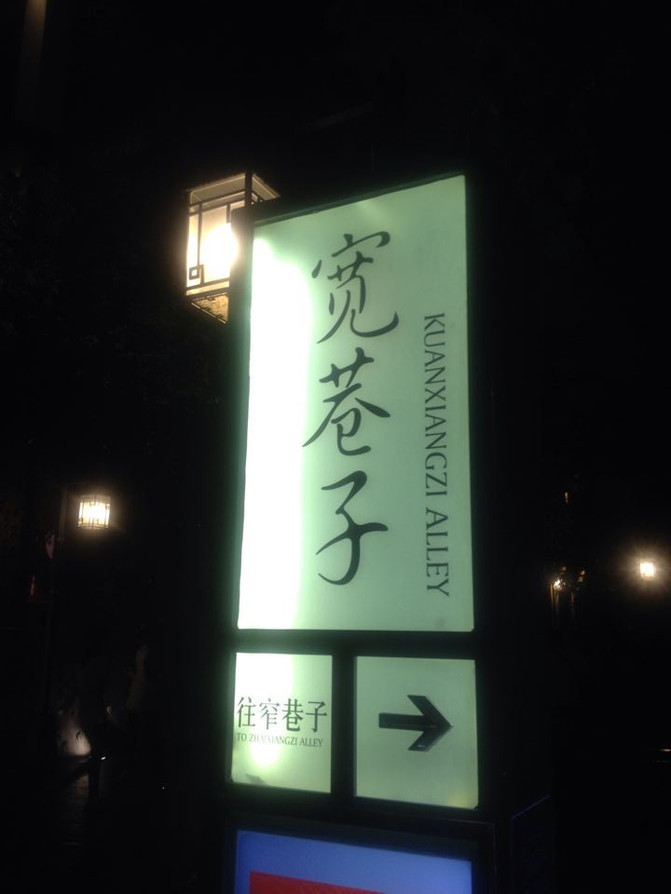 宽巷子
KUANXIANGZI ALLEY
往窄巷子
TO ZHAIXIANGZI ALLEY